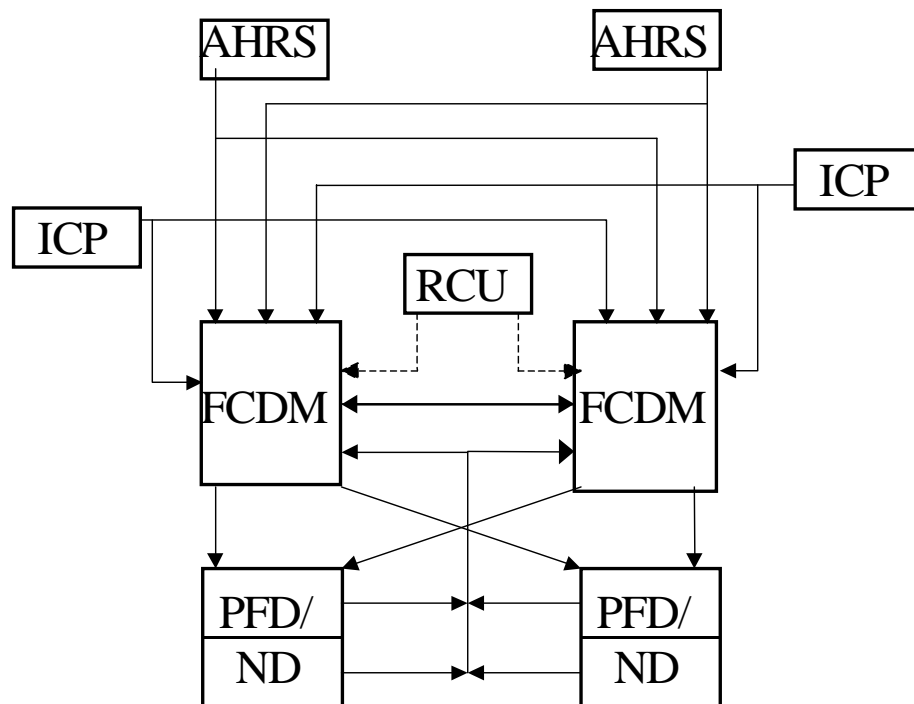 AHRS
AHRS
ICP
ICP
RCU
FCDM
FCDM
PFD/
ND
PFD/
ND